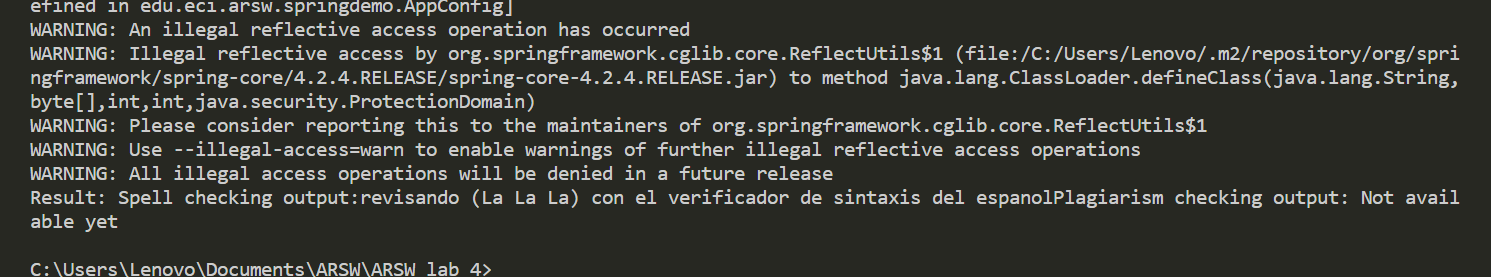 efined in edu.eci.arsw.springdemo.AppConfig]
WARNING: An illegal reflective access operation has occurred
WARNING: Illegal reflective access by org.springframework.cglib.core.ReflectUtils$1 (file:/C:/Users/Lenovo/.m2/repository/org/spri
ngframework/spring-core/4.2.4.RELEASE/spring-core-4.2.4.RELEASE.jar) to method java.lang.ClassLoader.defineClass(java.lang.String,
byte[],int,int,java.security.ProtectionDomain)
WARNING: Please consider reporting this to the maintainers of org.springframework.cglib.core.ReflectUtils$1
WARNING: Use --illegal-access=warn to enable warnings of further illegal reflective access operations
WARNING: All illegal access operations will be denied in a future release
Result: Spell checking output:revisando (La La La) con el verificador de sintaxis del espanolPlagiarism checking output: Not avail
able yet
C:\Users\Lenovo\Documents\ARSW\ARSW lab 4>